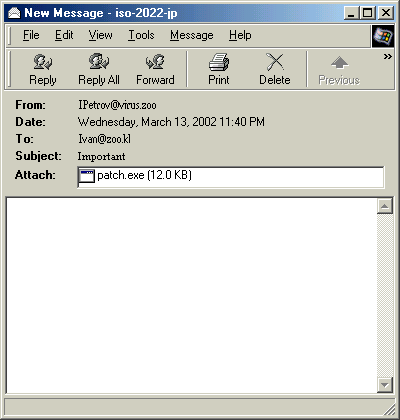 New Message - iso-2022-jp
File Edit View Tools Message Help
Reply Reply All Forward Print Delete Previous »
From: IPetrov@virus.zoo
Date: Wednesday, March 13, 2002 11:40 PM
To: Ivan@zoo.kl
Subject: Important
Attach: patch.exe (12.0 KB)